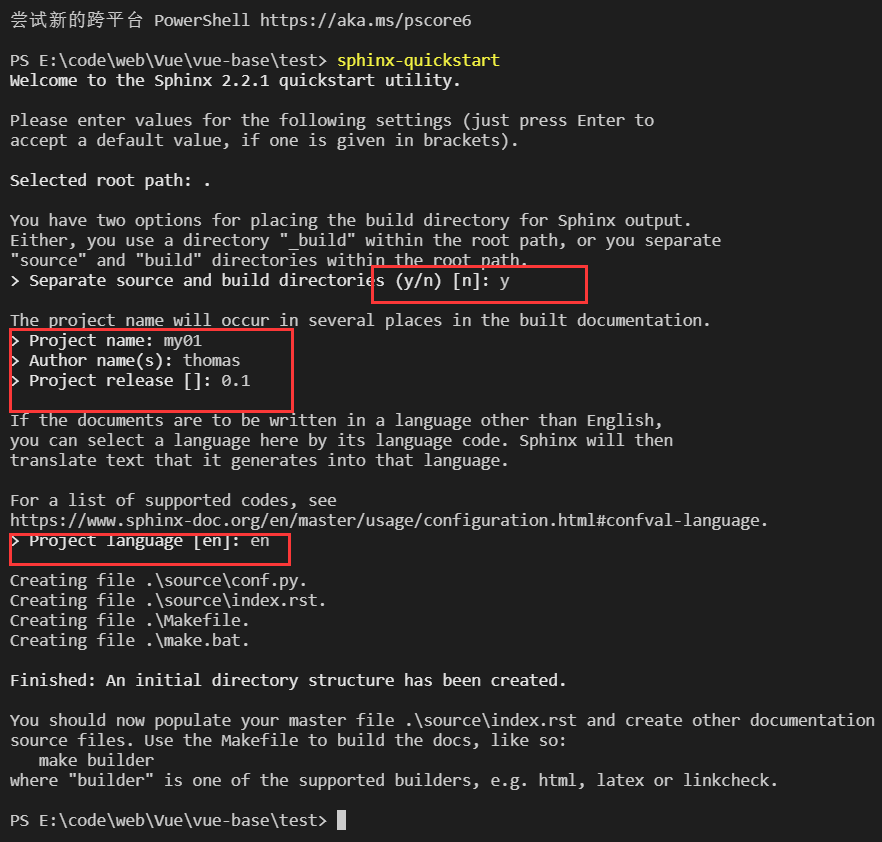 尝试新的跨平台 PowerShell https://aka.ms/pscore6
PS E:\code\web\Vue\vue-base\test> sphinx-quickstart
Welcome to the Sphinx 2.2.1 quickstart utility.
Please enter values for the following settings (just press Enter to
accept a default value, if one is given in brackets).
Selected root path: .
You have two options for placing the build directory for Sphinx output.
Either, you use a directory "_build" within the root path, or you separate
"source" and "build" directories within the root path.
> Separate source and build directories (y/n) [n]: y
The project name will occur in several places in the built documentation.
> Project name: my01
> Author name(s): thomas
> Project release []: 0.1
If the documents are to be written in a language other than English,
you can select a language here by its language code. Sphinx will then
translate text that it generates into that language.
For a list of supported codes, see
https://www.sphinx-doc.org/en/master/usage/configuration.html#confval-language.
> Project language [en]: en
Creating file .\source\conf.py.
Creating file .\source\index.rst.
Creating file .\Makefile.
Creating file .\make.bat.
Finished: An initial directory structure has been created.
You should now populate your master file .\source\index.rst and create other documentation
source files. Use the Makefile to build the docs, like so:
make builder
where "builder" is one of the supported builders, e.g. html, latex or linkcheck.
PS E:\code\web\Vue\vue-base\test>